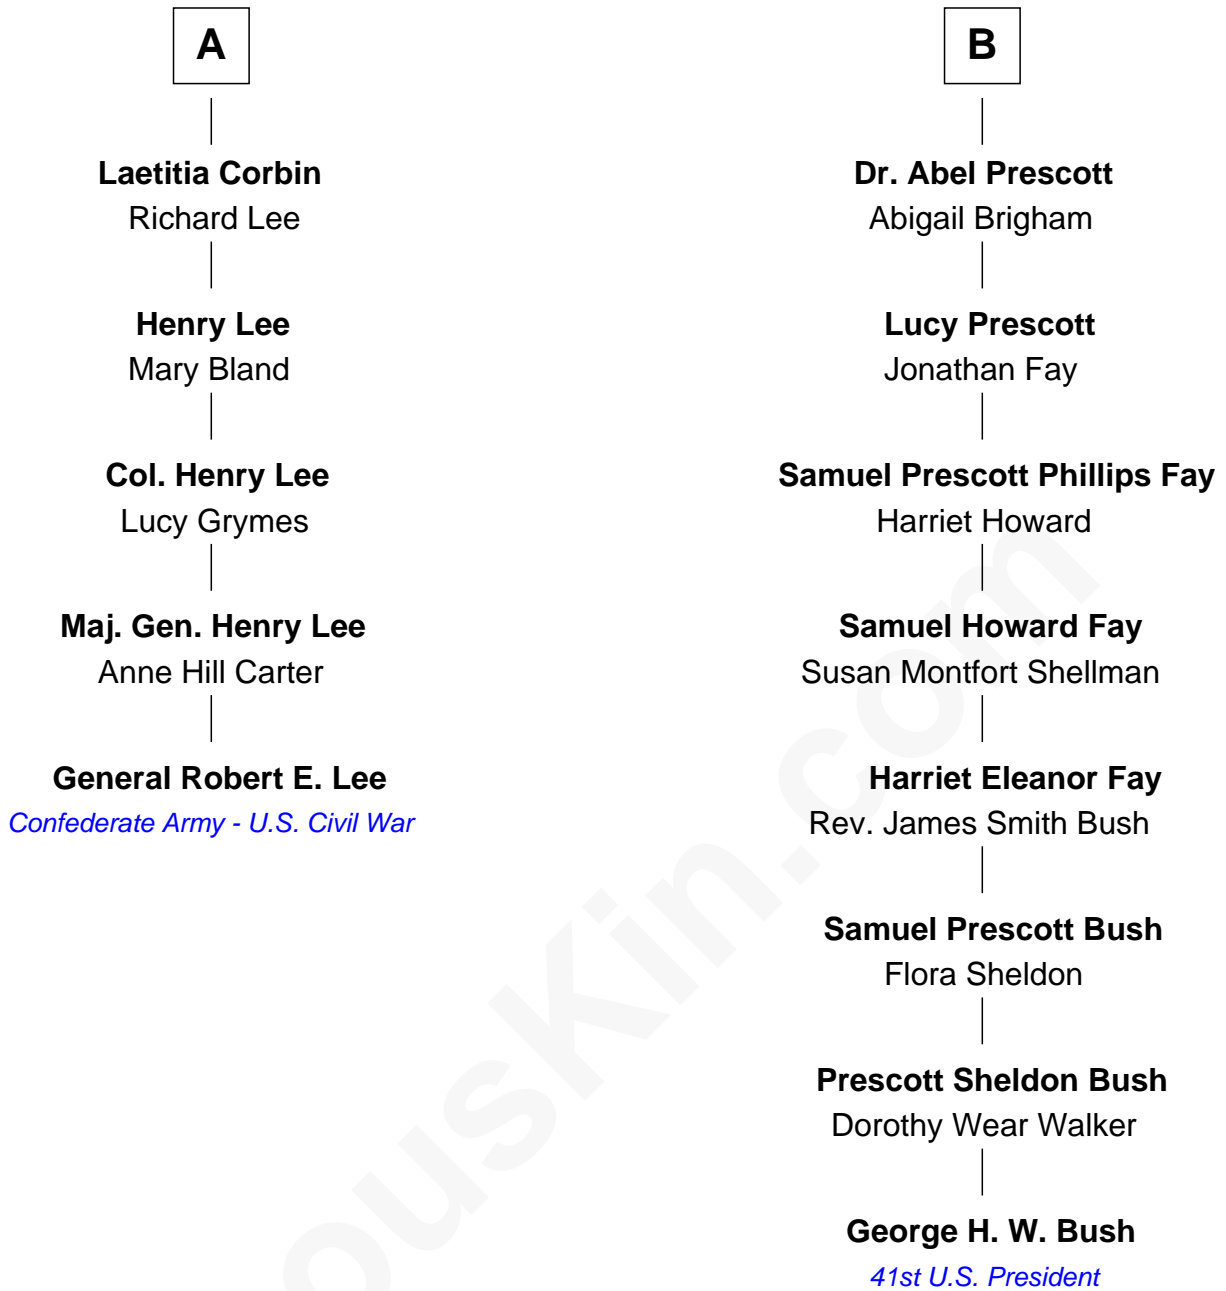 A
Laetitia Corbin
Richard Lee
Henry Lee
Mary Bland
Col. Henry Lee
Lucy Grymes
Maj. Gen. Henry Lee
Anne Hill Carter
General Robert E. Lee
Confederate Army - U.S. Civil War
B
Dr. Abel Prescott
Abigail Brigham
Lucy Prescott
Jonathan Fay
Samuel Prescott Phillips Fay
Harriet Howard
Samuel Howard Fay
Susan Montfort Shellman
Harriet Eleanor Fay
Rev. James Smith Bush
Samuel Prescott Bush
Flora Sheldon
Prescott Sheldon Bush
Dorothy Wear Walker
George H. W. Bush
41st U.S. President
ousKin.com